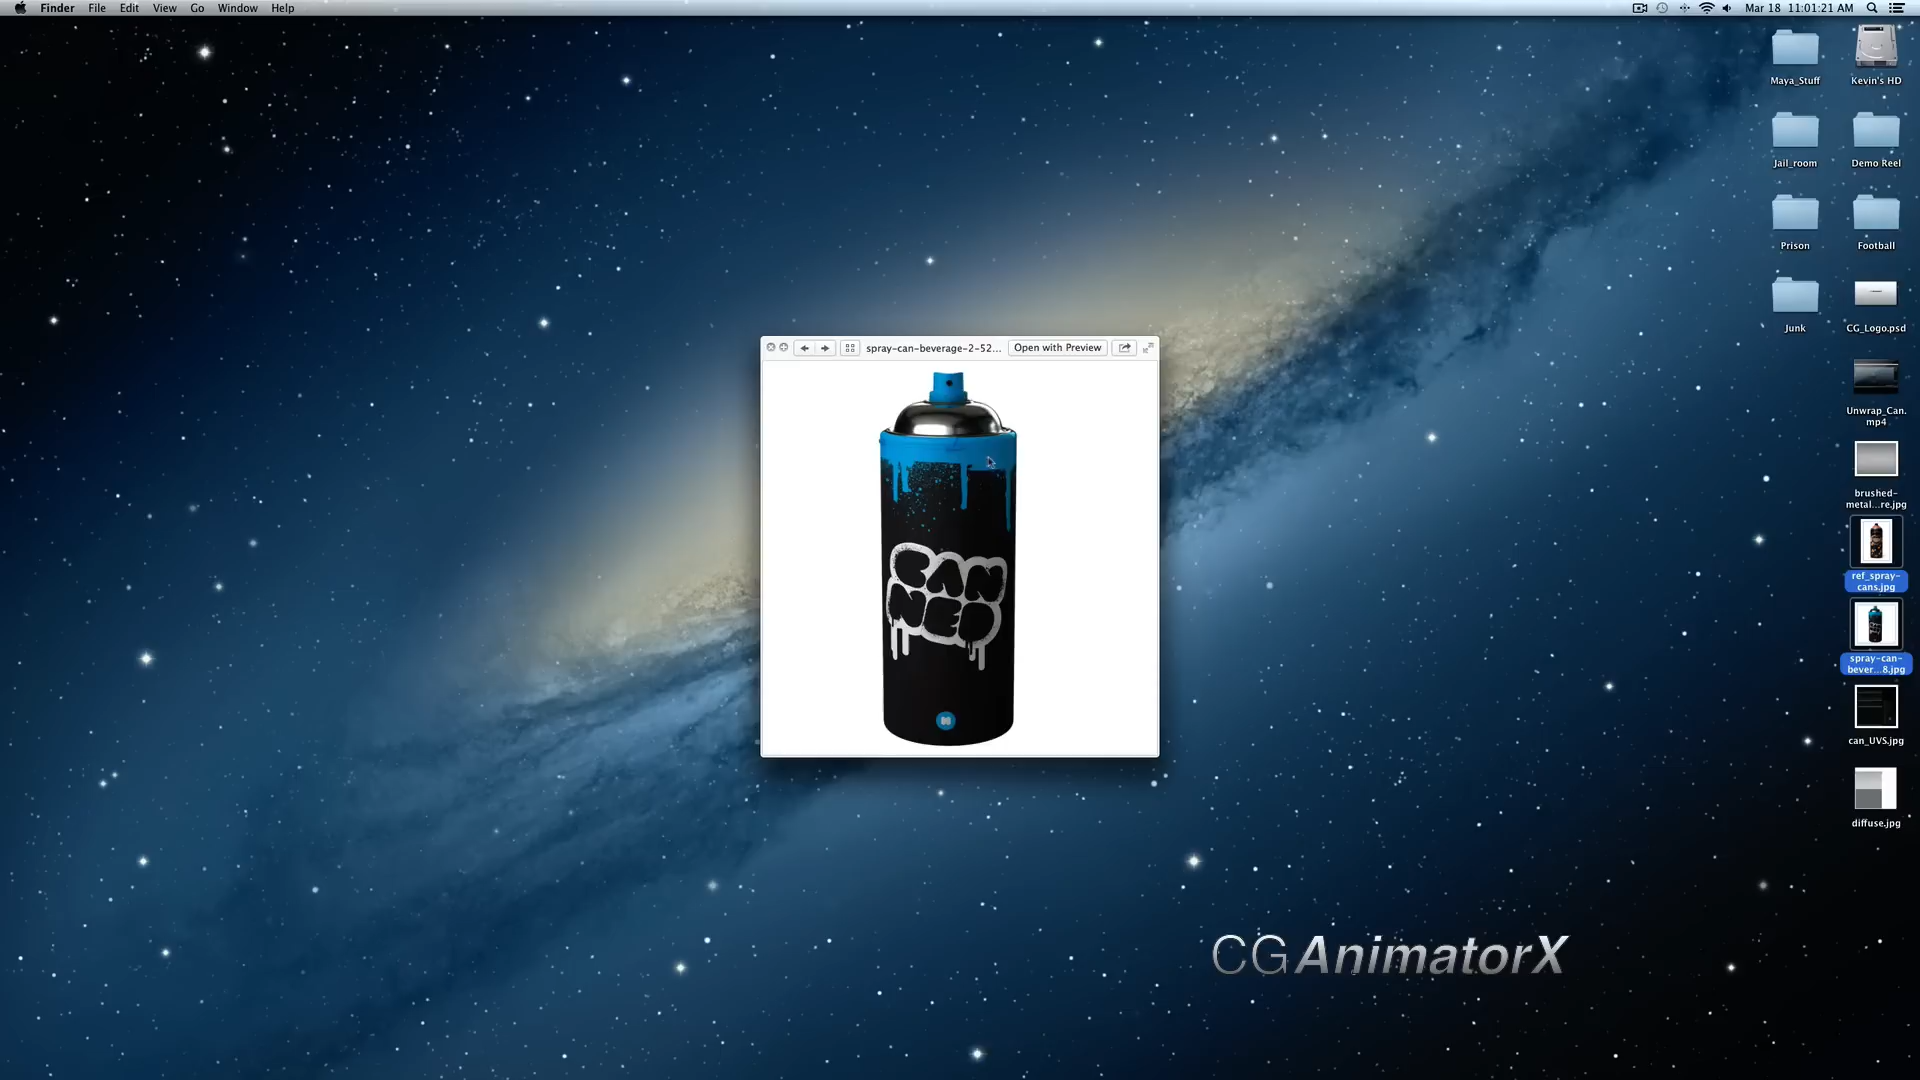 Finder File Edit View Go Window Help
Mar 18 11:01:21 AM
Maya_Stuff
Kevin's HD
Jail_room
Demo Reel
Prison
Football
Junk
CG_Logo.psd
Unwrap_Can.
mp4
brushed-
metal...re.jpg
ref_spray-
cans.jpg
spray-can-
bever...8.jpg
can_UVS.jpg
diffuse.jpg
spray-can-beverage-2-52... Open with Preview
CAN
NED
CGAnimatorX